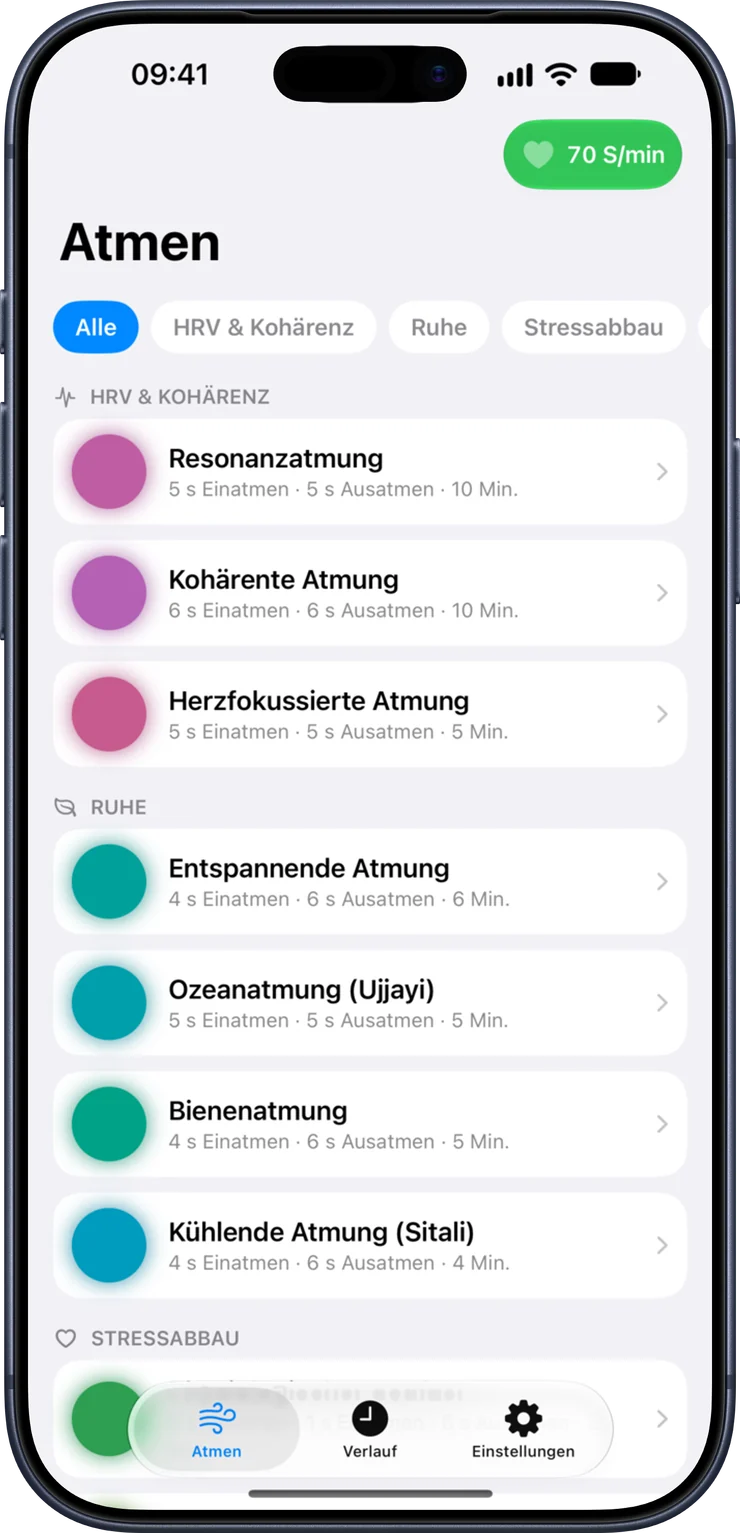 09:41
70 S/min
Atmen
Alle
HRV & Kohärenz
Ruhe
Stressabbau
HRV & KOHÄRENZ
Resonanzatmung
5 s Einatmen · 5 s Ausatmen · 10 Min.
Kohärente Atmung
6 s Einatmen · 6 s Ausatmen · 10 Min.
Herzfokussierte Atmung
5 s Einatmen · 5 s Ausatmen · 5 Min.
RUHE
Entspannende Atmung
4 s Einatmen · 6 s Ausatmen · 6 Min.
Ozeanatmung (Ujjayi)
5 s Einatmen · 5 s Ausatmen · 5 Min.
Bienenatmung
4 s Einatmen · 6 s Ausatmen · 5 Min.
Kühlende Atmung (Sitali)
4 s Einatmen · 6 s Ausatmen · 4 Min.
STRESSABBAU
Atmen
Verlauf
Einstellungen